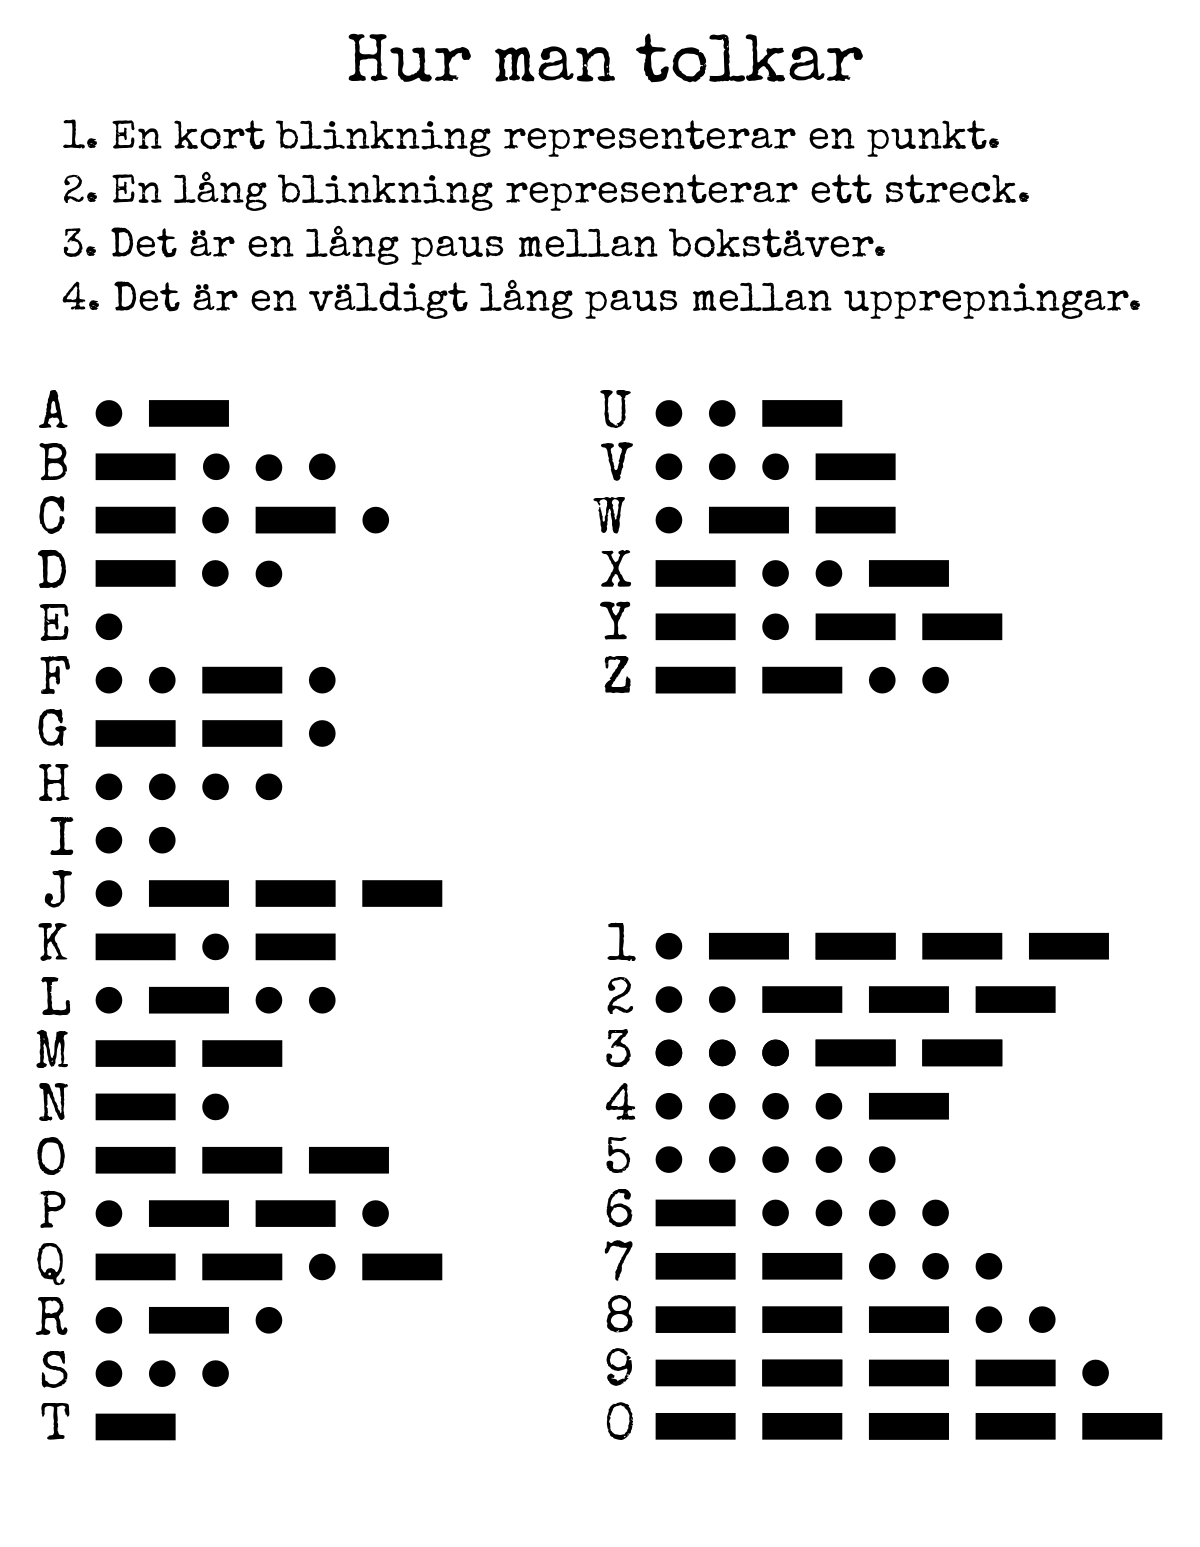 Hur man tolkar
1. En kort blinkning representerar en punkt.
2. En lång blinkning representerar ett streck.
3. Det är en lång paus mellan bokstäver.
4. Det är en väldigt lång paus mellan upprepningar.
A
B
C
D
E
F
G
H
I
J
K
L
M
N
O
P
Q
R
S
T
U
V
W
X
Y
Z
1
2
3
4
5
6
7
8
9
0